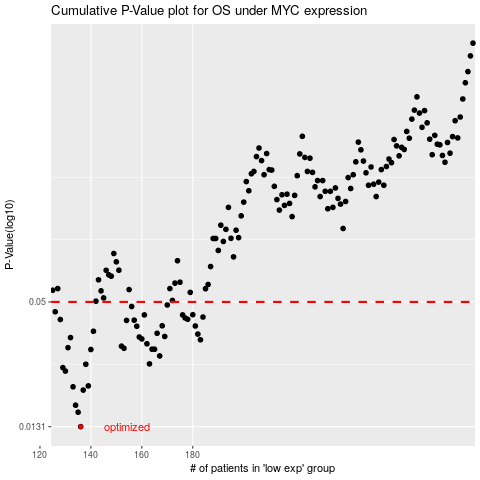 Cumulative P-Value plot for OS under MYC expression
P-Value(log10)
0.05
0.0131
optimized
120 140 160 180
# of patients in 'low exp' group